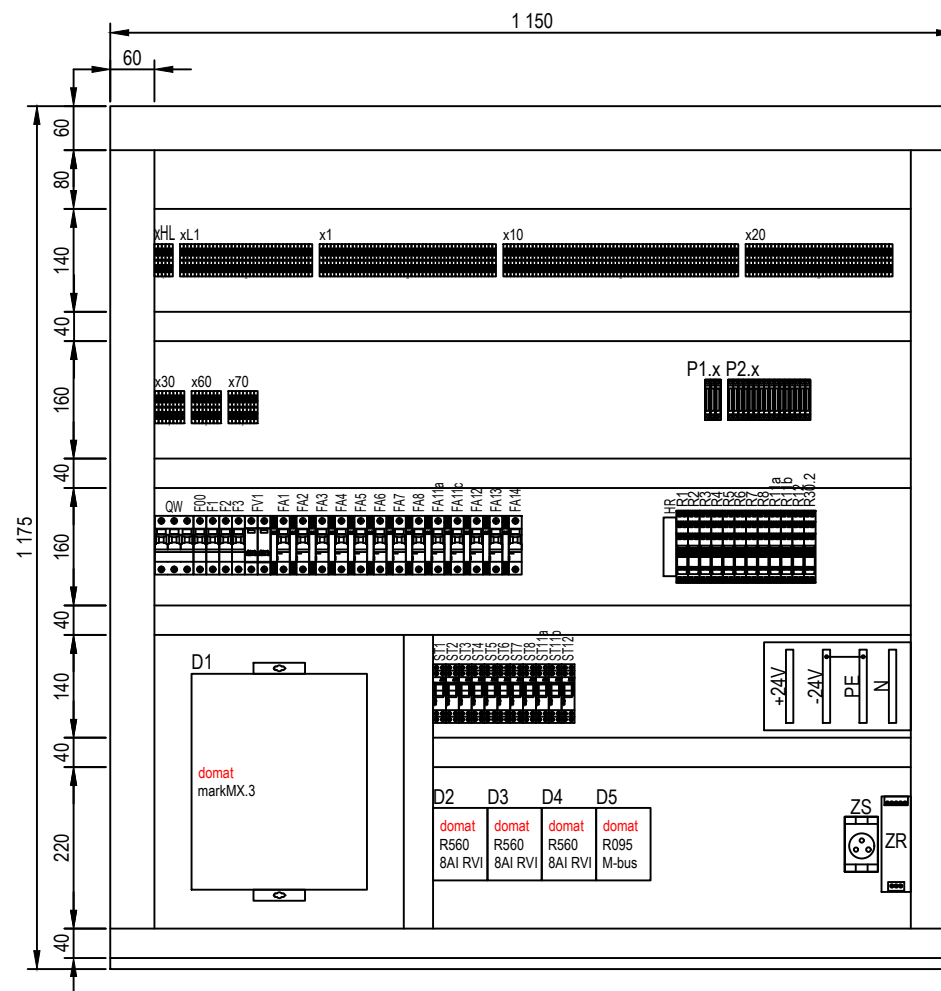 1 150
60
60
80
140
40
160
40
160
40
140
40
220
40
1 175
xHL xL1 x1 x10 x20
x30 x60 x70
P1.x P2.x
QW F00 F1 F2 F3 FV1 FA1 FA2 FA3 FA4 FA5 FA6 FA7 FA8 FA11a FA11c FA12 FA13 FA14
HR R1 R2 R3 R4 R5 R6 R7 R8 R11a R11b R12 R30.2
D1
domat
markMX.3
ST1 ST2 ST3 ST4 ST5 ST6 ST7 ST8 ST11a ST11b ST12
+24V -24V PE N
D2 D3 D4 D5
domat domat domat domat
R560 R560 R560 R095
8AI RVI 8AI RVI 8AI RVI M-bus
ZS
ZR